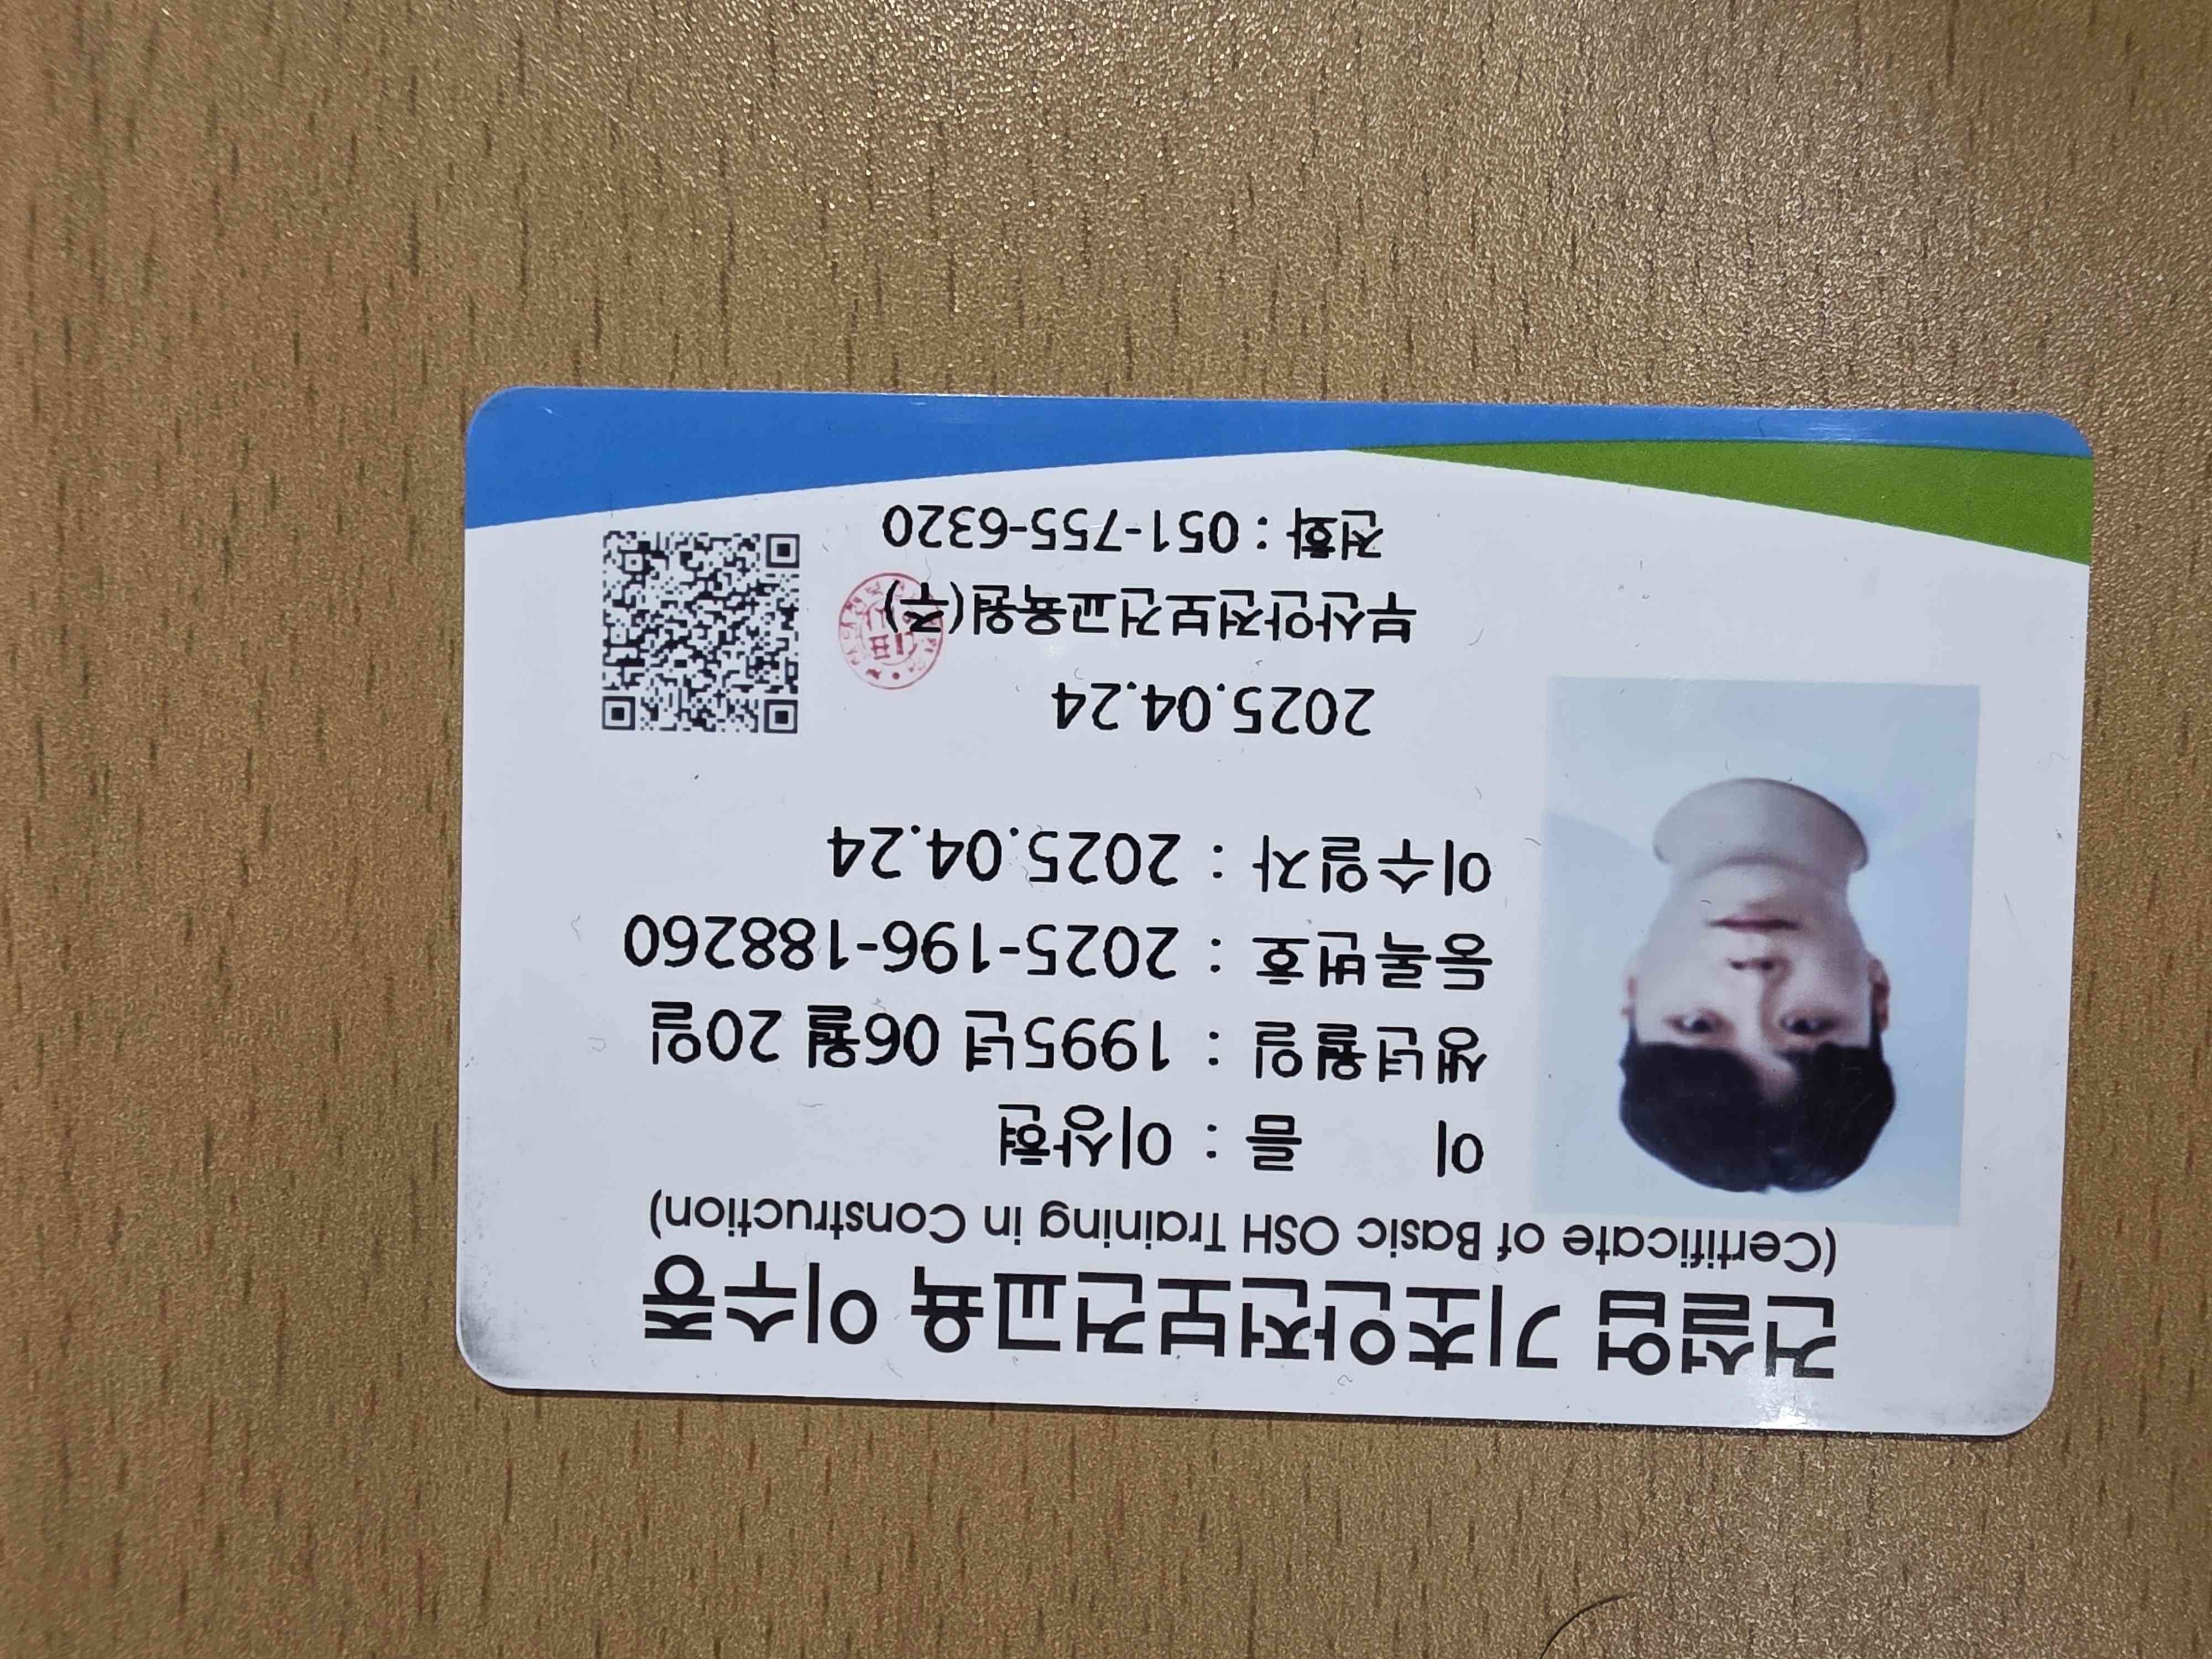 건설업 기초안전보건교육 이수증
(Certificate of Basic OSH Training in Construction)
이 름 : 이상현
생년월일 : 1995년 06월 20일
등록번호 : 2025-196-188260
이수일자 : 2025.04.24
2025.04.24
부산안전보건교육원(주)
전화 : 051-755-6320